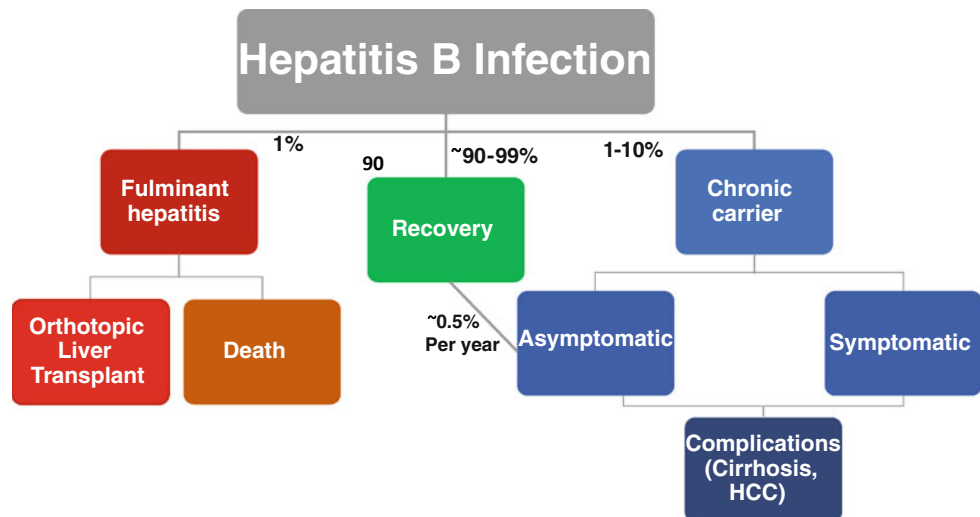 Hepatitis B Infection
1%
90
~90-99%
1-10%
Fulminant
hepatitis
Recovery
Chronic
carrier
Orthotopic
Liver
Transplant
Death
~0.5%
Per year
Asymptomatic
Symptomatic
Complications
(Cirrhosis,
HCC)